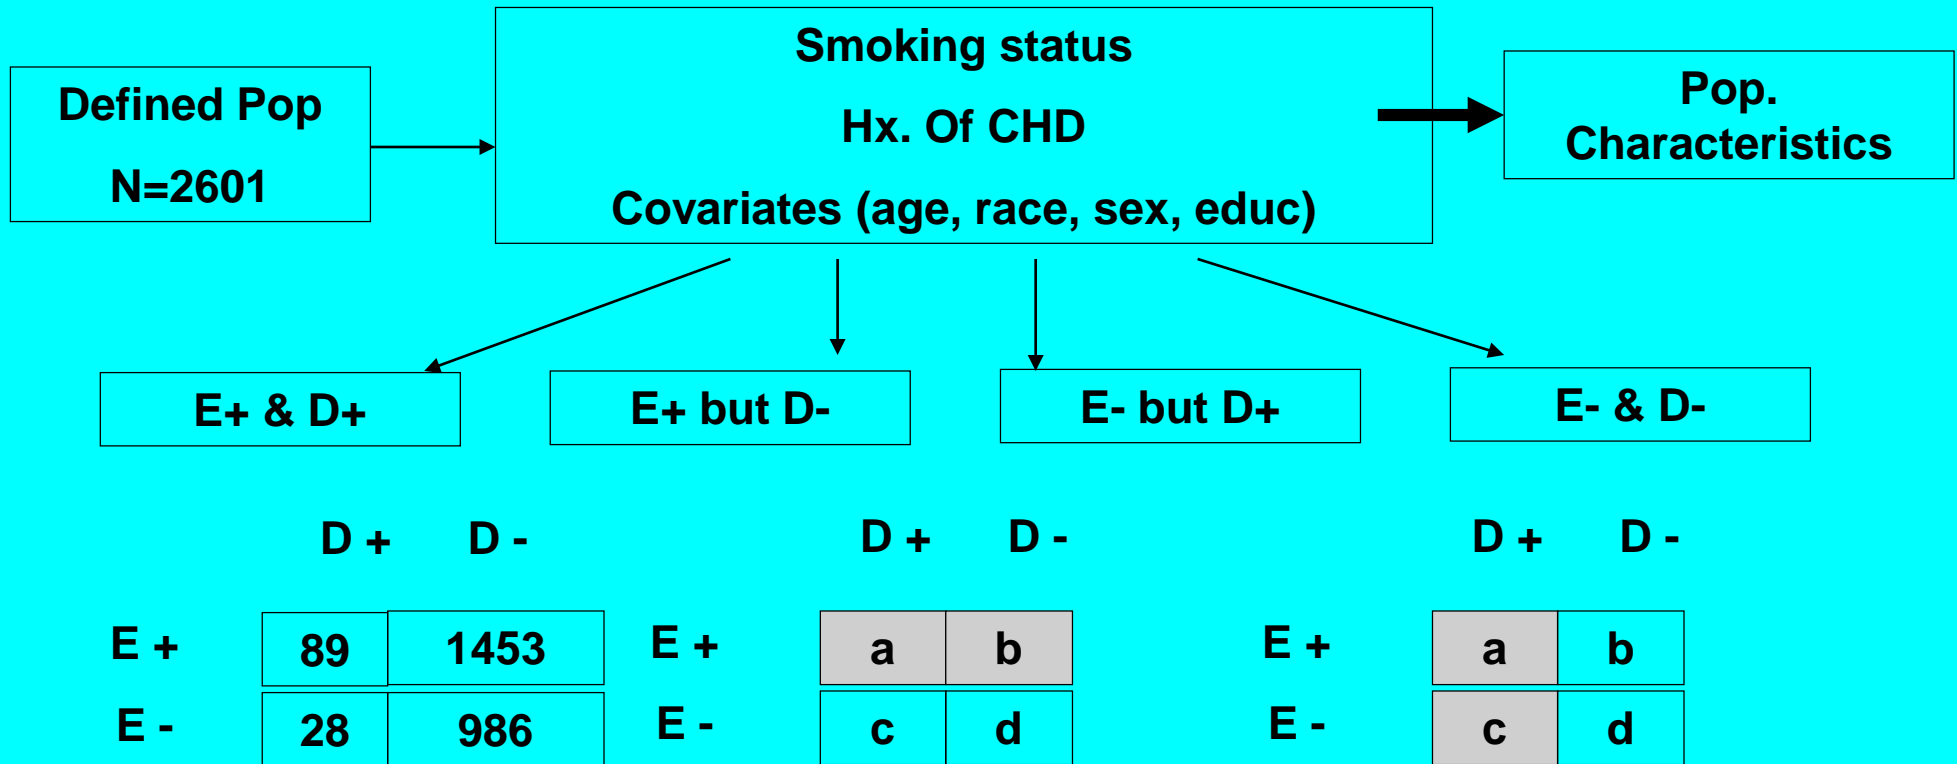 Defined Pop
N=2601
Smoking status
Hx. Of CHD
Covariates (age, race, sex, educ)
Pop.
Characteristics
E+ & D+
E+ but D-
E- but D+
E- & D-
D + D -
E + 89 1453
E - 28 986
D + D -
E + a b
E - c d
D + D -
E + a b
E - c d